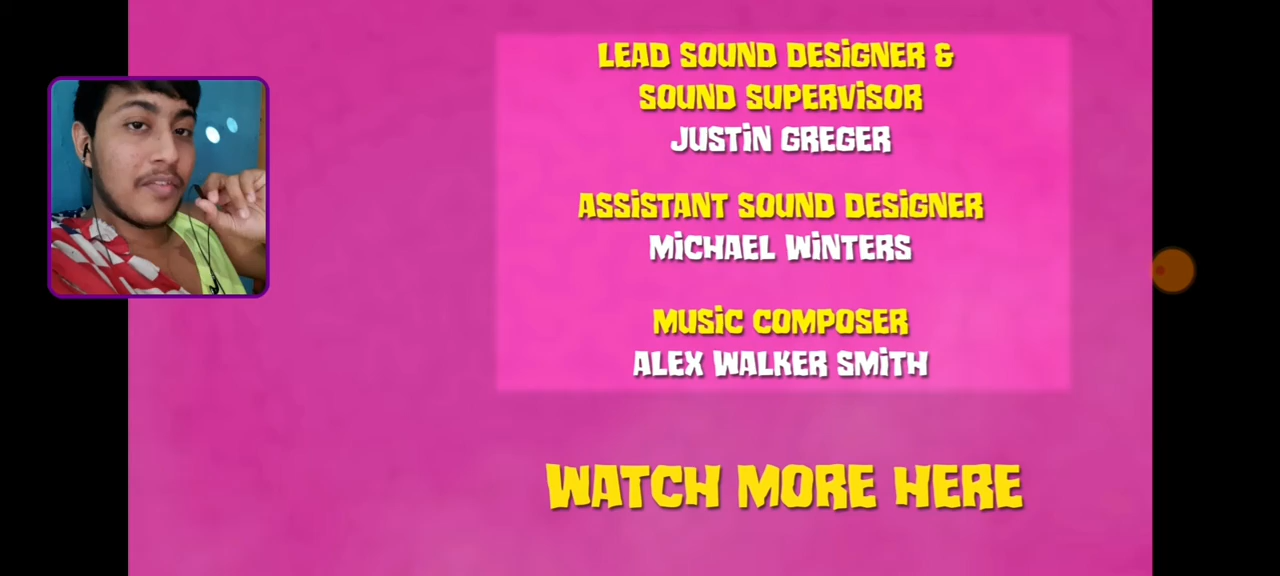 LEAD SOUND DESIGNER &
SOUND SUPERVISOR
JUSTIN GREGER
ASSISTANT SOUND DESIGNER
MICHAEL WINTERS
MUSIC COMPOSER
ALEX WALKER SMITH
WATCH MORE HERE